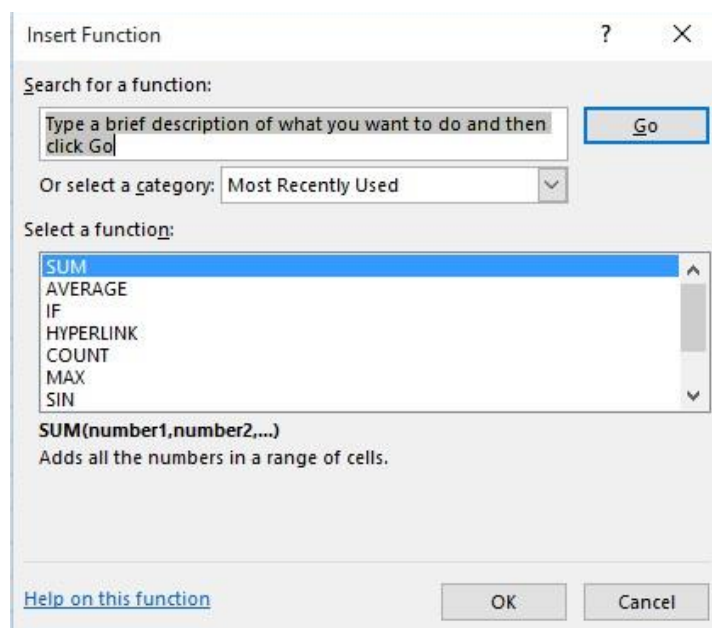 Insert Function ?
Search for a function:
Type a brief description of what you want to do and then
click Go
Go
Or select a category: Most Recently Used
Select a function:
SUM
AVERAGE
IF
HYPERLINK
COUNT
MAX
SIN
SUM(number1,number2,...)
Adds all the numbers in a range of cells.
Help on this function OK Cancel